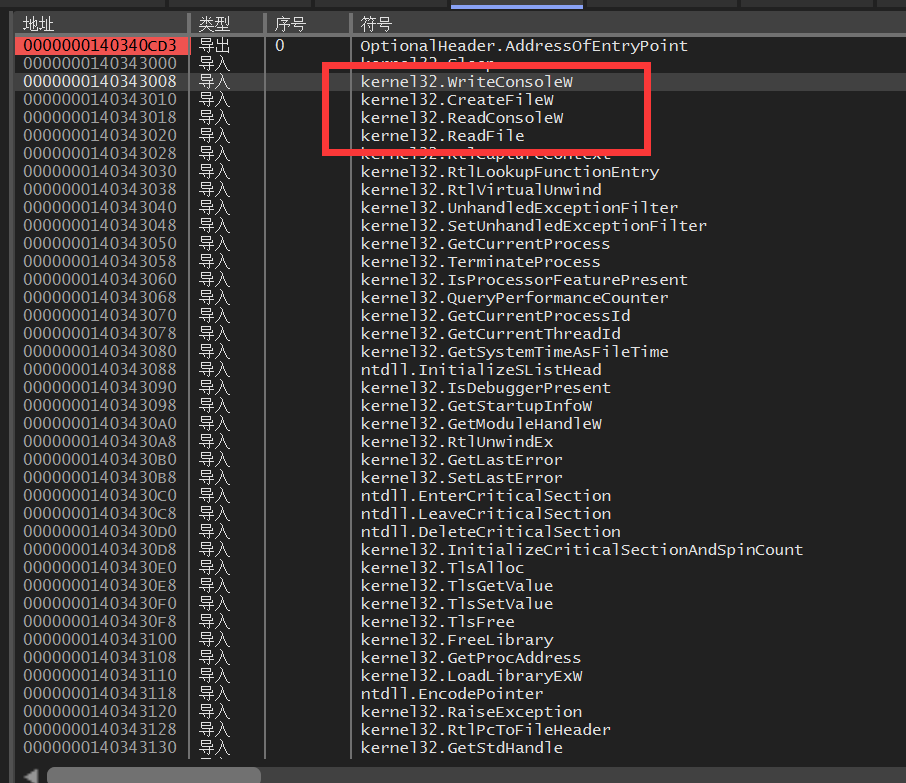 地址 类型 序号 符号
0000000140340CD3 导出 0 OptionalHeader.AddressOfEntryPoint
0000000140343000 导入 kernel32.Sleep
0000000140343008 导入 kernel32.WriteConsoleW
0000000140343010 导入 kernel32.CreateFileW
0000000140343018 导入 kernel32.ReadConsoleW
0000000140343020 导入 kernel32.ReadFile
0000000140343028 导入 kernel32.RtlCaptureContext
0000000140343030 导入 kernel32.RtlLookupFunctionEntry
0000000140343038 导入 kernel32.RtlVirtualUnwind
0000000140343040 导入 kernel32.UnhandledExceptionFilter
0000000140343048 导入 kernel32.SetUnhandledExceptionFilter
0000000140343050 导入 kernel32.GetCurrentProcess
0000000140343058 导入 kernel32.TerminateProcess
0000000140343060 导入 kernel32.IsProcessorFeaturePresent
0000000140343068 导入 kernel32.QueryPerformanceCounter
0000000140343070 导入 kernel32.GetCurrentProcessId
0000000140343078 导入 kernel32.GetCurrentThreadId
0000000140343080 导入 kernel32.GetSystemTimeAsFileTime
0000000140343088 导入 ntdll.InitializeSListHead
0000000140343090 导入 kernel32.IsDebuggerPresent
0000000140343098 导入 kernel32.GetStartupInfoW
00000001403430A0 导入 kernel32.GetModuleHandleW
00000001403430A8 导入 kernel32.RtlUnwindEx
00000001403430B0 导入 kernel32.GetLastError
00000001403430B8 导入 kernel32.SetLastError
00000001403430C0 导入 ntdll.EnterCriticalSection
00000001403430C8 导入 ntdll.LeaveCriticalSection
00000001403430D0 导入 ntdll.DeleteCriticalSection
00000001403430D8 导入 kernel32.InitializeCriticalSectionAndSpinCount
00000001403430E0 导入 kernel32.TlsAlloc
00000001403430E8 导入 kernel32.TlsGetValue
00000001403430F0 导入 kernel32.TlsSetValue
00000001403430F8 导入 kernel32.TlsFree
0000000140343100 导入 kernel32.FreeLibrary
0000000140343108 导入 kernel32.GetProcAddress
0000000140343110 导入 kernel32.LoadLibraryExW
0000000140343118 导入 ntdll.EncodePointer
0000000140343120 导入 kernel32.RaiseException
0000000140343128 导入 kernel32.RtlPcToFileHeader
0000000140343130 导入 kernel32.GetStdHandle